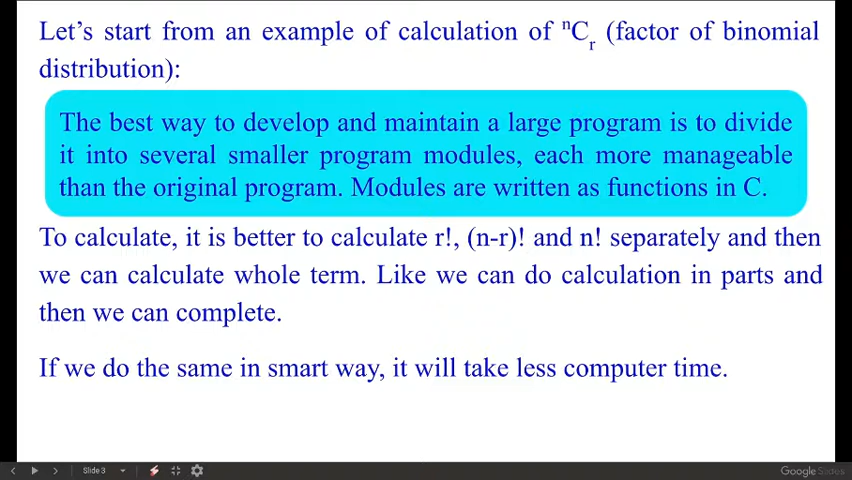 Let's start from an example of calculation of ⁿCᵣ (factor of binomial
distribution):
The best way to develop and maintain a large program is to divide
it into several smaller program modules, each more manageable
than the original program. Modules are written as functions in C.
To calculate, it is better to calculate r!, (n-r)! and n! separately and then
we can calculate whole term. Like we can do calculation in parts and
then we can complete.
If we do the same in smart way, it will take less computer time.
Slide 3
Google Slides